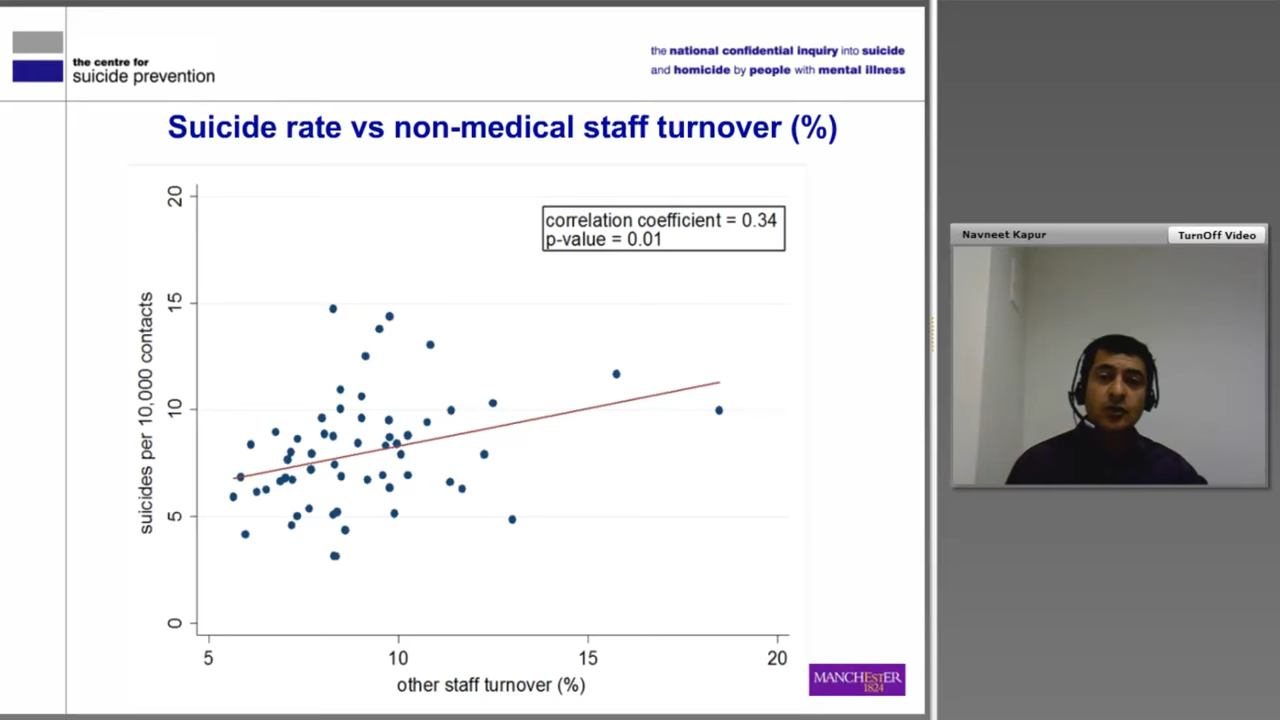 the centre for
suicide prevention
the national confidential inquiry into suicide
and homicide by people with mental illness
Suicide rate vs non-medical staff turnover (%)
correlation coefficient = 0.34
p-value = 0.01
suicides per 10,000 contacts
20
15
10
5
0
5
10
15
20
other staff turnover (%)
MANCHESTER
1824
Navneet Kapur
TurnOff Video